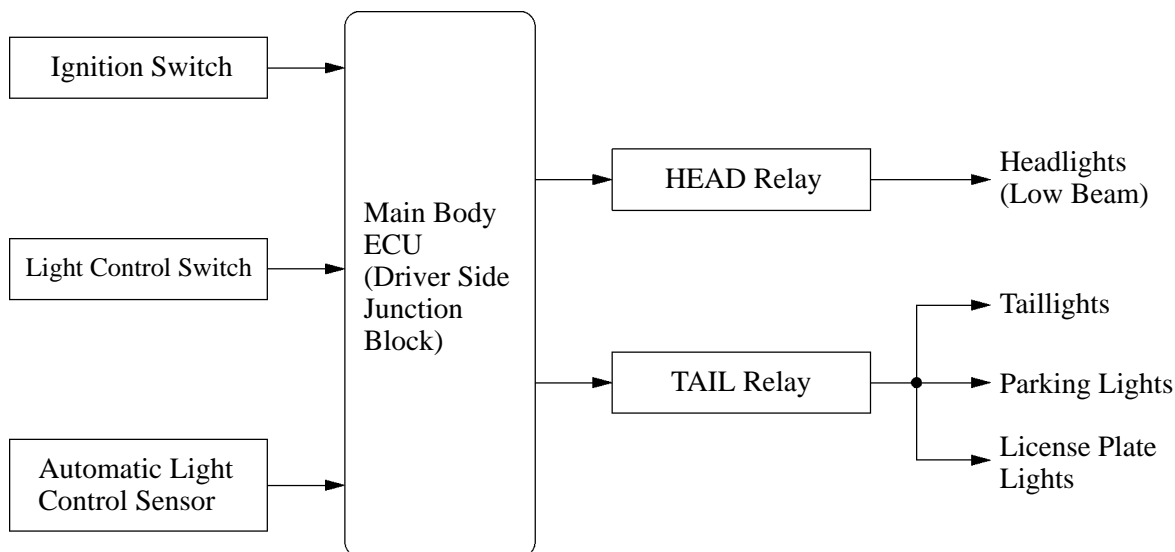 Ignition Switch
Light Control Switch
Automatic Light
Control Sensor
Main Body
ECU
(Driver Side
Junction
Block)
HEAD Relay
TAIL Relay
Headlights
(Low Beam)
Taillights
Parking Lights
License Plate
Lights